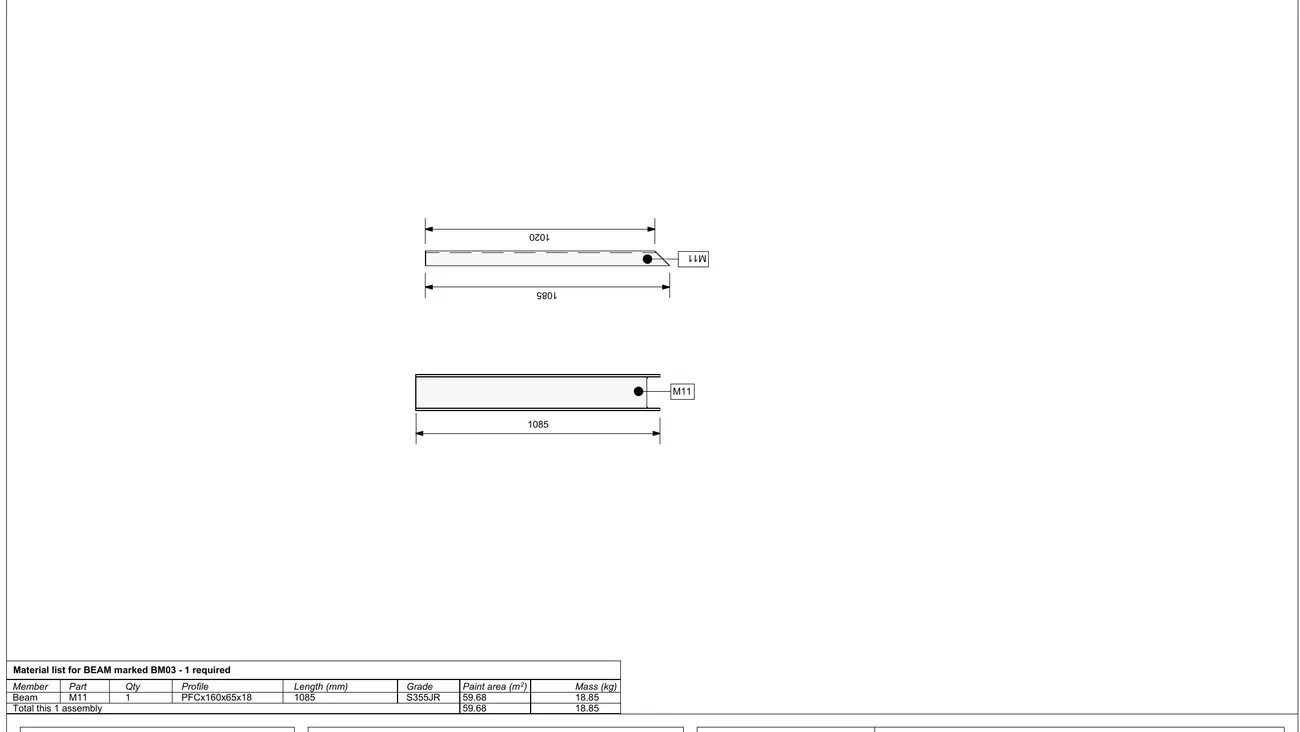 1020
M11
1085
M11
1085
Material list for BEAM marked BM03 - 1 required
Member Part Qty Profile Length (mm) Grade Paint area (m²) Mass (kg)
Beam M11 1 PFCx160x65x18 1085 S355JR 59.68 18.85
Total this 1 assembly 59.68 18.85